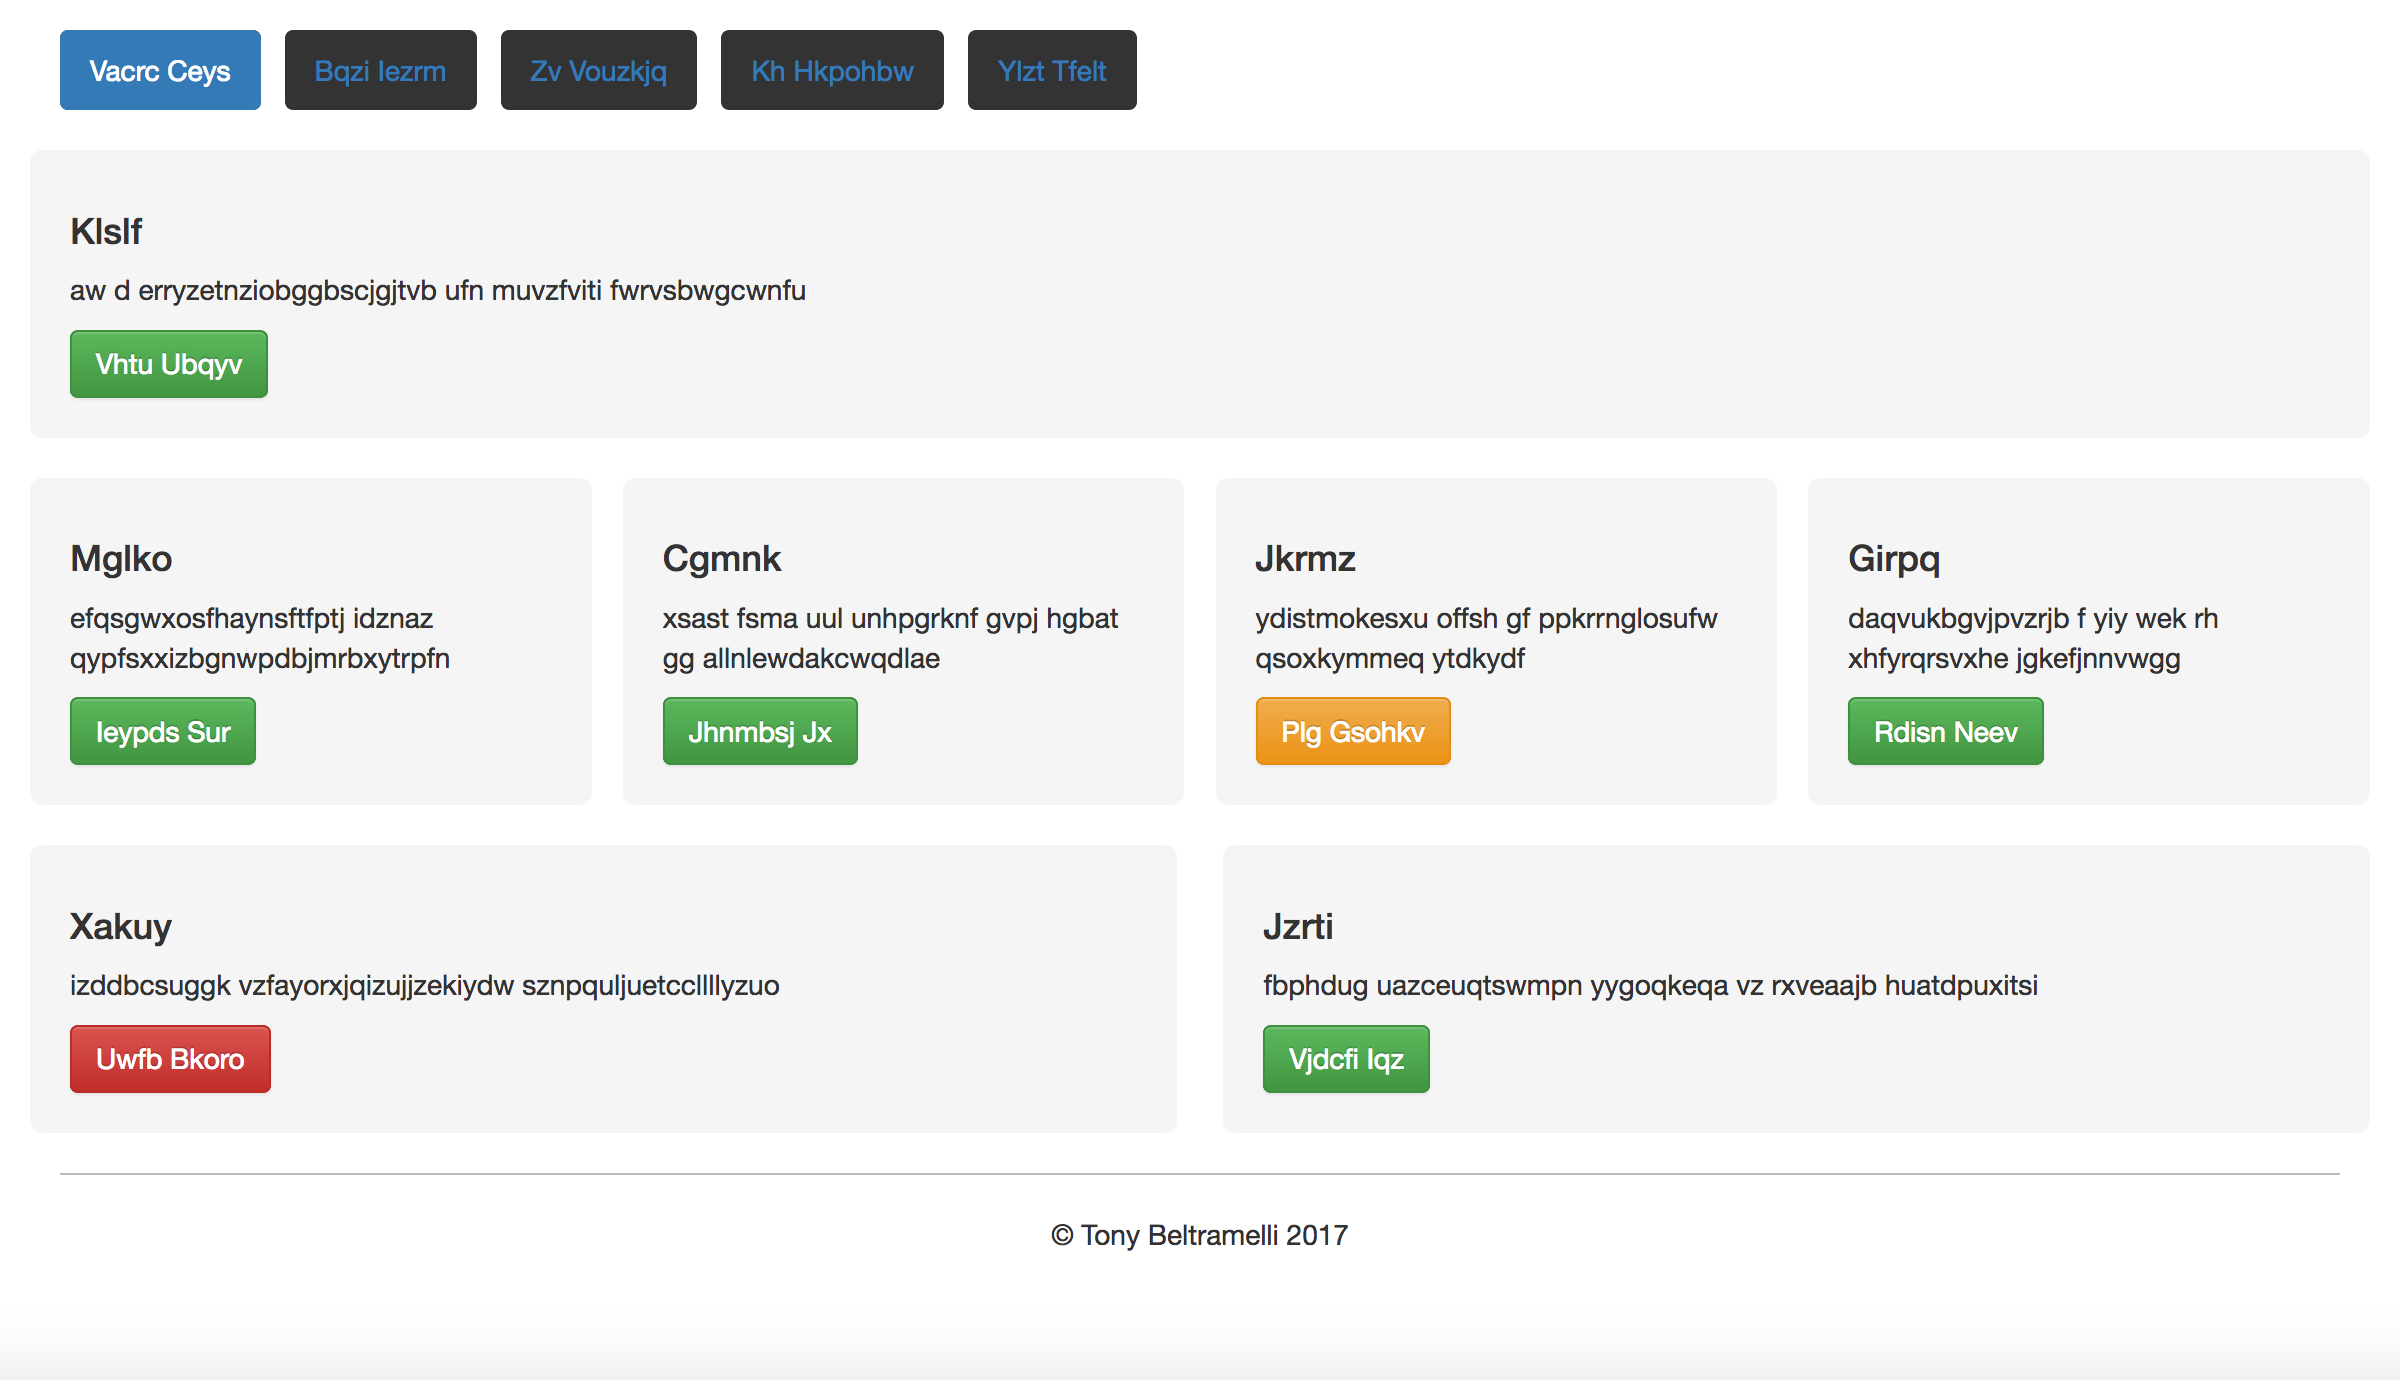 Vacrc Ceys Bqzi Iezrm Zv Vouzkjq Kh Hkpohbw Ylzt Tfelt
Klslf
aw d erryzetnziobggbscjgjtvb ufn muvzfviti fwrvsbwgcwnfu
Vhtu Ubqyv
Mglko
efqsgwxosfhaynsftfptj idznaz
qypfsxxizbgnwpdbjmrbxytrpfn
Ieypds Sur
Cgmnk
xsast fsma uul unhpgrknf gvpj hgbat
gg allnlewdakcwqdlae
Jhnmbsj Jx
Jkrmz
ydistmokesxu offsh gf ppkrrnglosufw
qsoxkymmeq ytdkydf
Plg Gsohkv
Girpq
daqvukbgvjpvzrjb f yiy wek rh
xhfyrqrsvxhe jgkefjnnvwgg
Rdisn Neev
Xakuy
izddbcsuggk vzfayorxjqizujjzekiydw sznpquljuetccllllyzuo
Uwfb Bkoro
Jzrti
fbphdug uazceuqtswmpn yygoqkeqa vz rxveaajb huatdpuxitsi
Vjdcfi Iqz
© Tony Beltramelli 2017